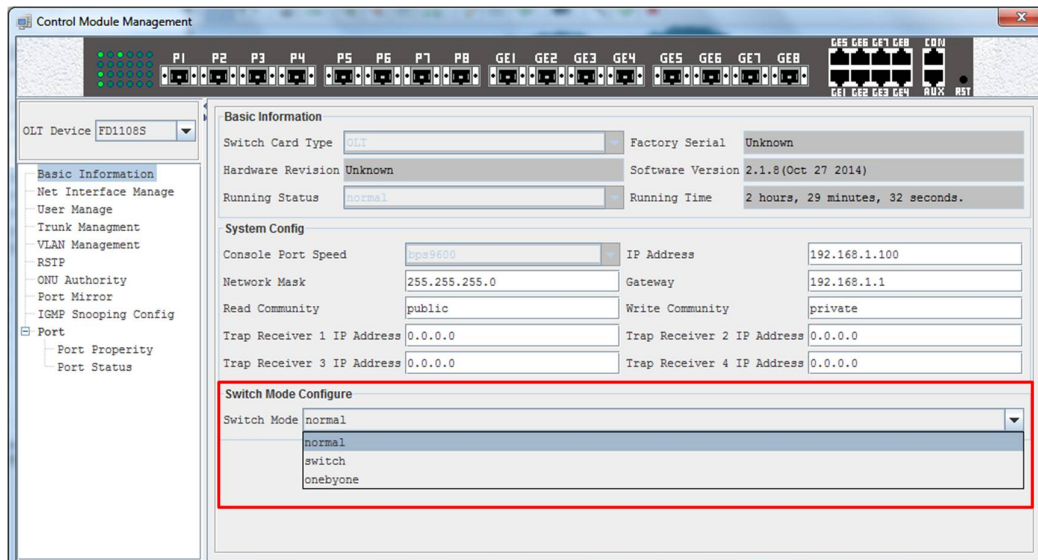 Control Module Management
GE5 GE6 GE7 GE8 CON
P1 P2 P3 P4 P5 P6 P7 P8 GE1 GE2 GE3 GE4 GE5 GE6 GE7 GE8
GE1 GE2 GE3 GE4 AUX RST
OLT Device FD1108S
Basic Information
Net Interface Manage
User Manage
Trunk Managment
VLAN Management
RSTP
ONU Authority
Port Mirror
IGMP Snooping Config
Port
Port Properity
Port Status
Basic Information
Switch Card Type OLT Factory Serial Unknown
Hardware Revision Unknown Software Version 2.1.8(Oct 27 2014)
Running Status normal Running Time 2 hours, 29 minutes, 32 seconds.
System Config
Console Port Speed bps9600 IP Address 192.168.1.100
Network Mask 255.255.255.0 Gateway 192.168.1.1
Read Community public Write Community private
Trap Receiver 1 IP Address 0.0.0.0 Trap Receiver 2 IP Address 0.0.0.0
Trap Receiver 3 IP Address 0.0.0.0 Trap Receiver 4 IP Address 0.0.0.0
Switch Mode Configure
Switch Mode normal
normal
switch
onebyone